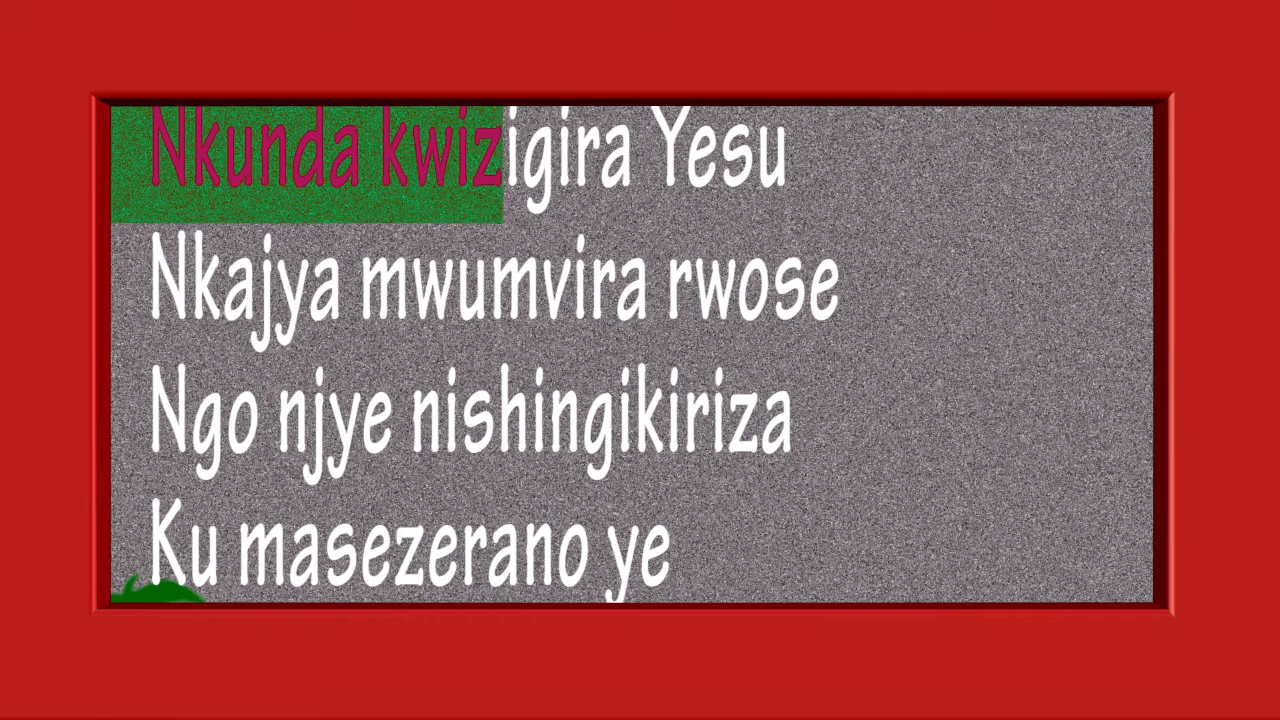 Nkunda kwizigira Yesu
Nkajya mwumvira rwose
Ngo njye nishingikiriza
Ku masezerano ye